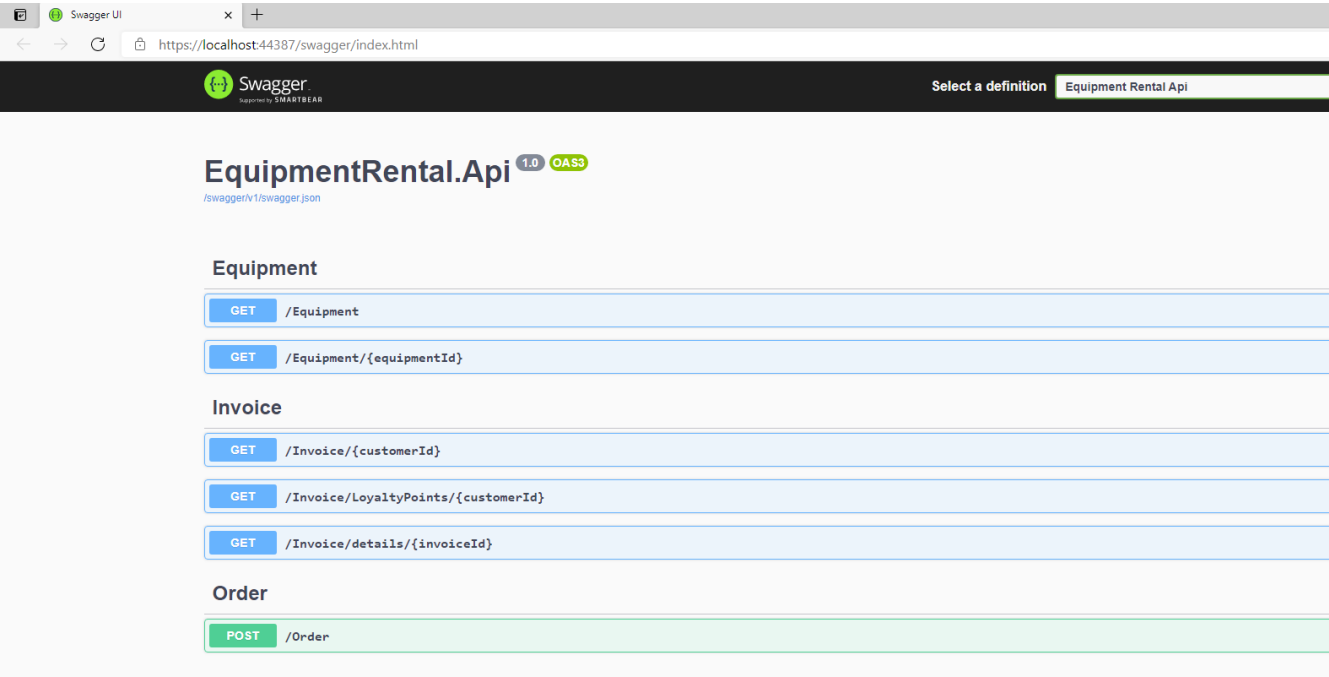 Swagger UI
https://localhost:44387/swagger/index.html
Swagger.
Supported by SMARTBEAR
Select a definition
Equipment Rental Api
EquipmentRental.Api 1.0 OAS3
/swagger/v1/swagger.json
Equipment
GET /Equipment
GET /Equipment/{equipmentId}
Invoice
GET /Invoice/{customerId}
GET /Invoice/LoyaltyPoints/{customerId}
GET /Invoice/details/{invoiceId}
Order
POST /Order